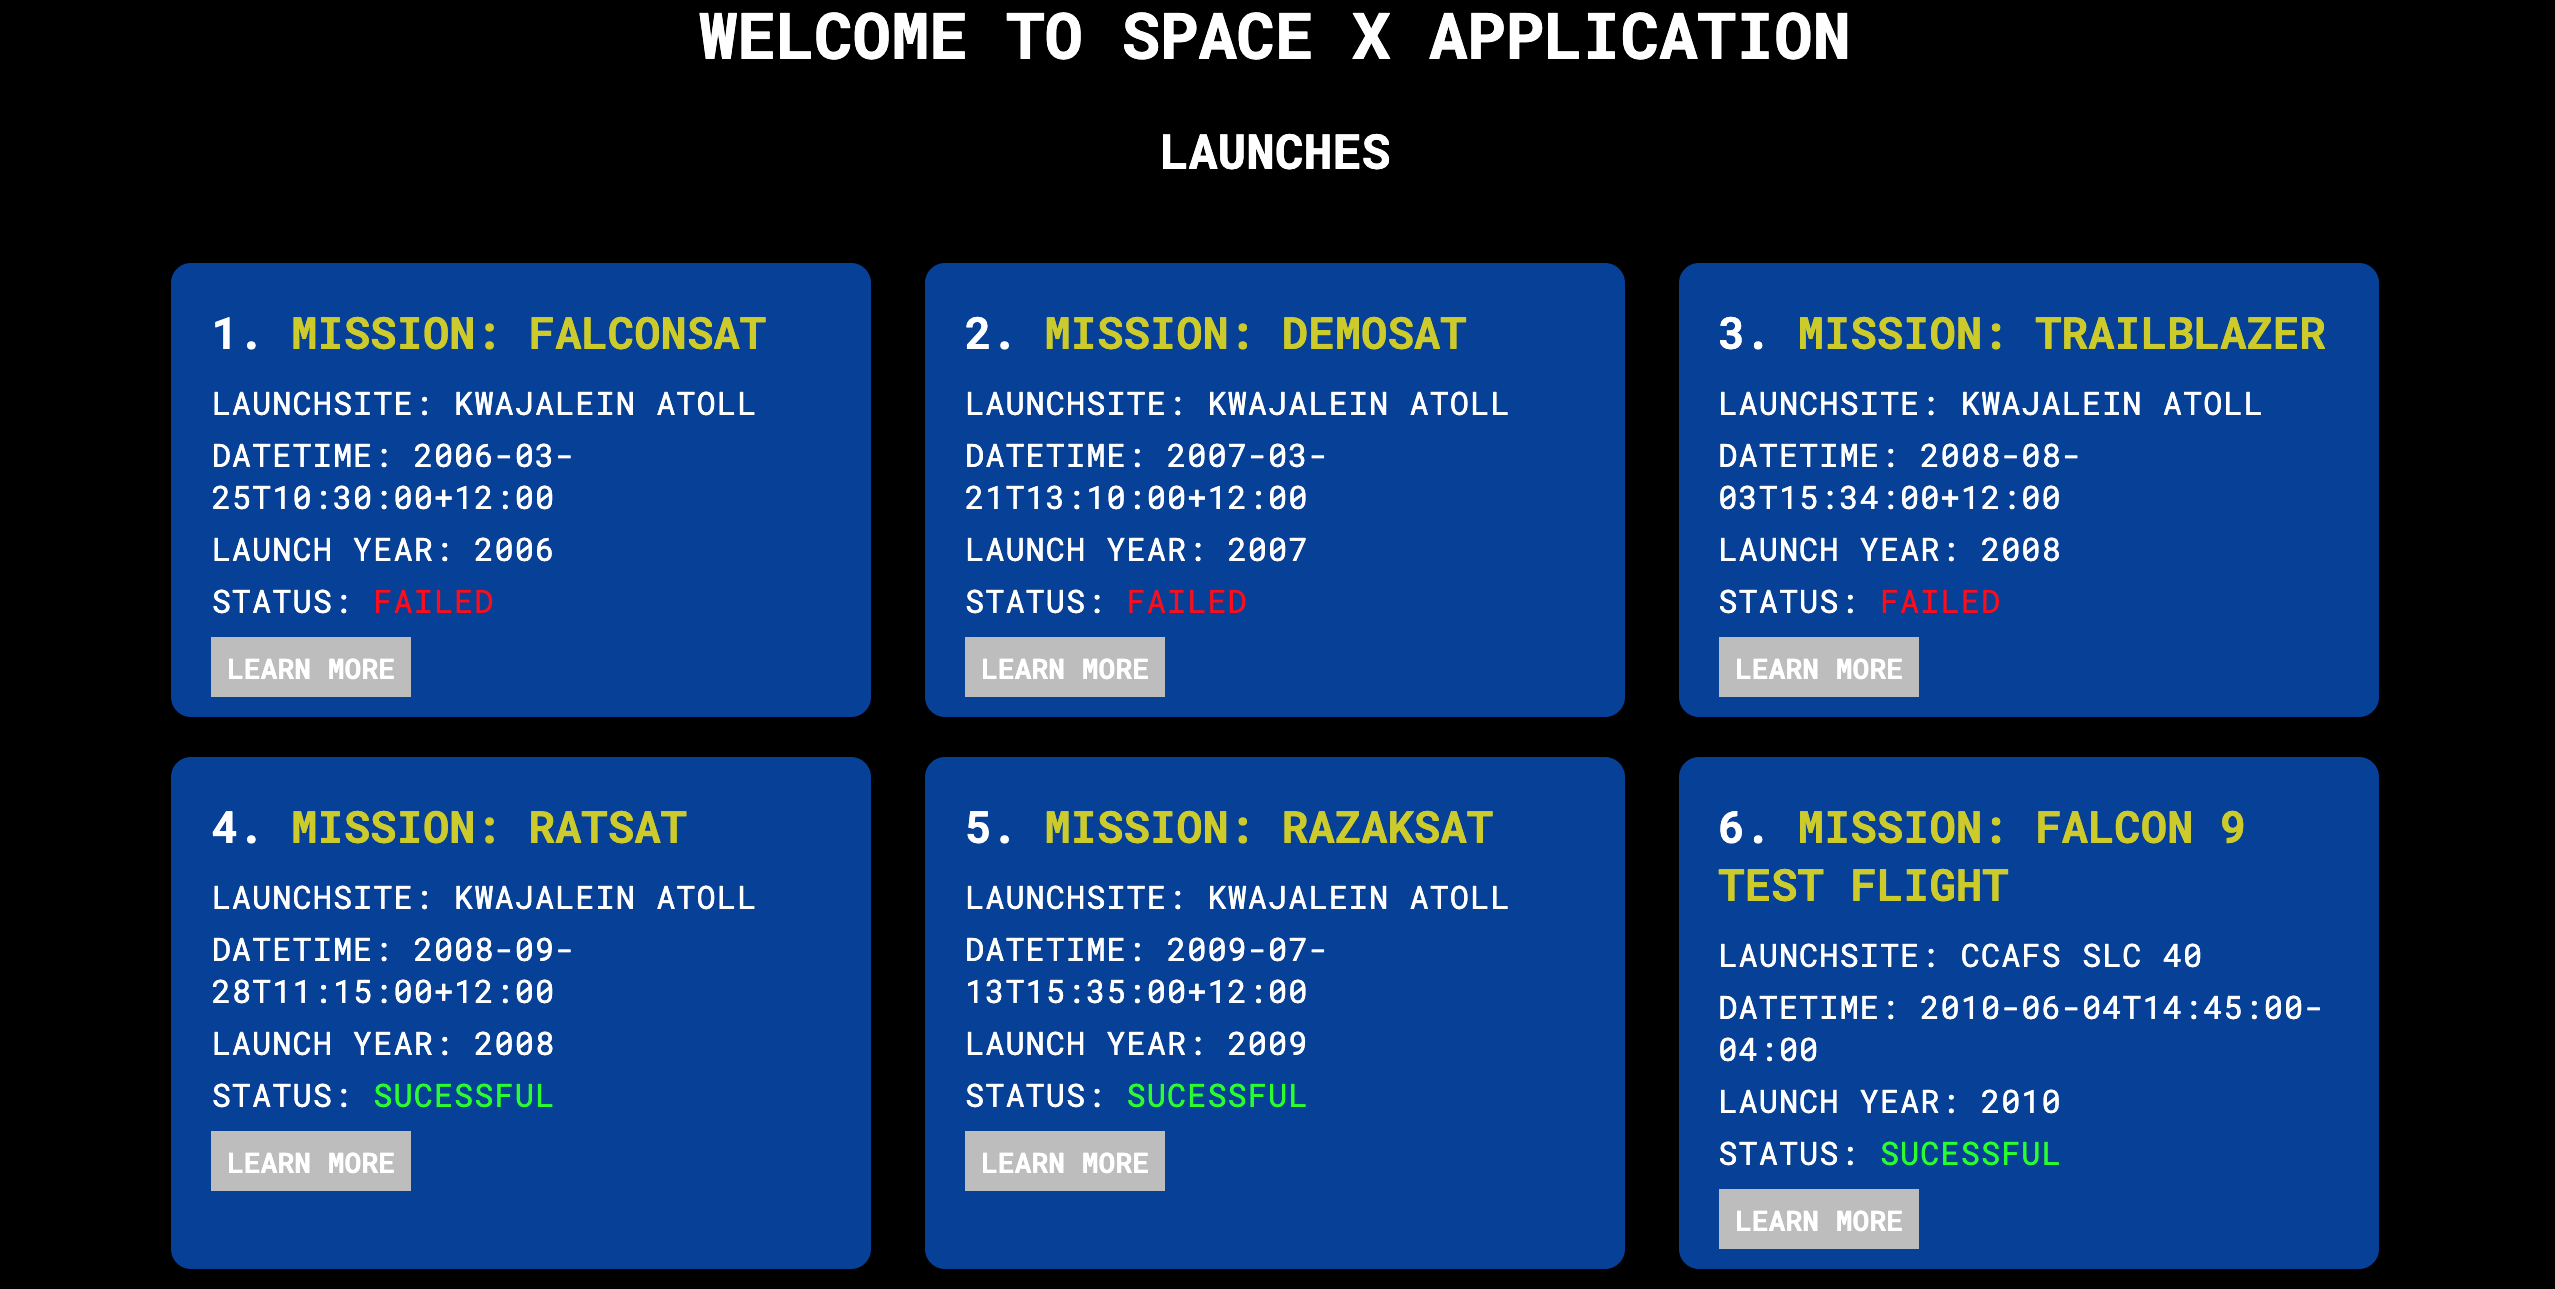 WELCOME TO SPACE X APPLICATION
LAUNCHES
1. MISSION: FALCONSAT
LAUNCHSITE: KWAJALEIN ATOLL
DATETIME: 2006-03-
25T10:30:00+12:00
LAUNCH YEAR: 2006
STATUS: FAILED
LEARN MORE
2. MISSION: DEMOSAT
LAUNCHSITE: KWAJALEIN ATOLL
DATETIME: 2007-03-
21T13:10:00+12:00
LAUNCH YEAR: 2007
STATUS: FAILED
LEARN MORE
3. MISSION: TRAILBLAZER
LAUNCHSITE: KWAJALEIN ATOLL
DATETIME: 2008-08-
03T15:34:00+12:00
LAUNCH YEAR: 2008
STATUS: FAILED
LEARN MORE
4. MISSION: RATSAT
LAUNCHSITE: KWAJALEIN ATOLL
DATETIME: 2008-09-
28T11:15:00+12:00
LAUNCH YEAR: 2008
STATUS: SUCESSFUL
LEARN MORE
5. MISSION: RAZAKSAT
LAUNCHSITE: KWAJALEIN ATOLL
DATETIME: 2009-07-
13T15:35:00+12:00
LAUNCH YEAR: 2009
STATUS: SUCESSFUL
LEARN MORE
6. MISSION: FALCON 9
TEST FLIGHT
LAUNCHSITE: CCAFS SLC 40
DATETIME: 2010-06-04T14:45:00-
04:00
LAUNCH YEAR: 2010
STATUS: SUCESSFUL
LEARN MORE